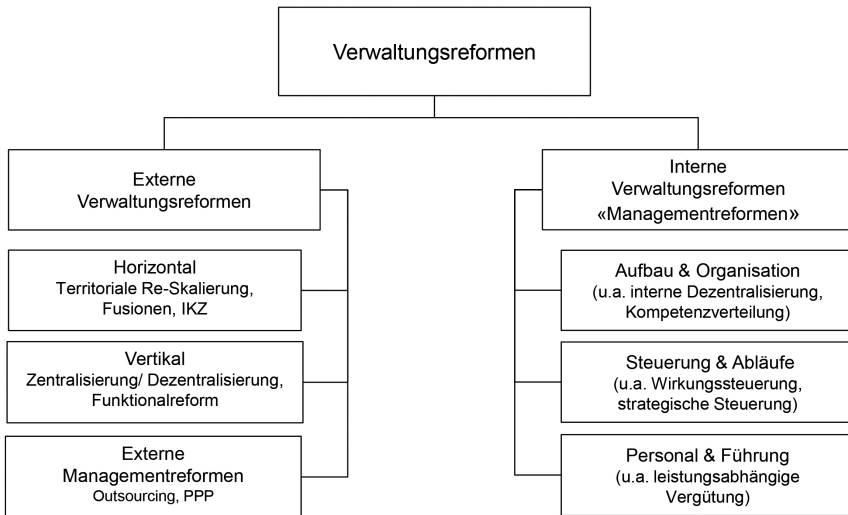 Verwaltungsreformen
Externe
Verwaltungsreformen
Horizontal
Territoriale Re-Skalierung,
Fusionen, IKZ
Vertikal
Zentralisierung/ Dezentralisierung,
Funktionalreform
Externe
Managementreformen
Outsourcing, PPP
Interne
Verwaltungsreformen
«Managementreformen»
Aufbau & Organisation
(u.a. interne Dezentralisierung,
Kompetenzverteilung)
Steuerung & Abläufe
(u.a. Wirkungssteuerung,
strategische Steuerung)
Personal & Führung
(u.a. leistungsabhängige
Vergütung)